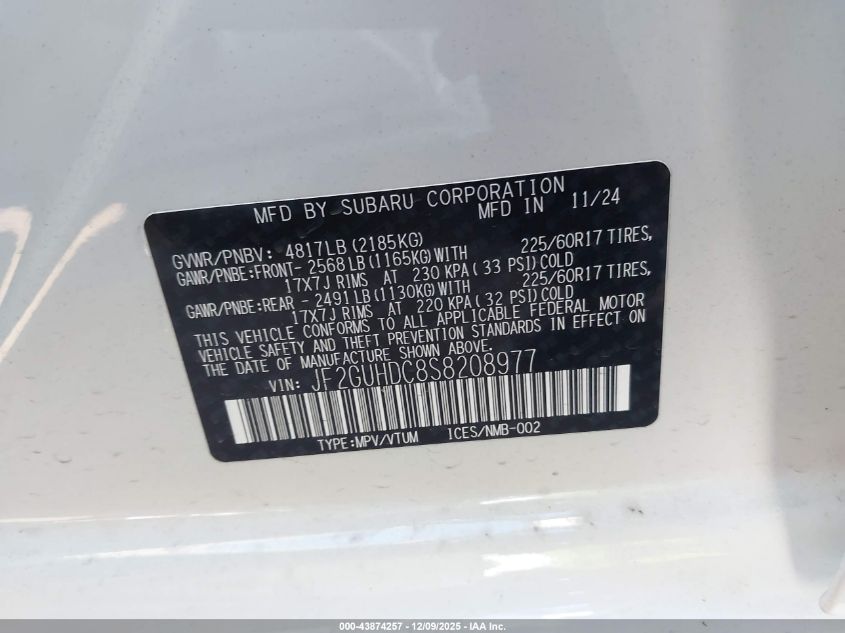 MFD BY SUBARU CORPORATION
MFD IN 11/24
GVWR/PNBV: 4817LB (2185KG)
GAWR/PNBE:FRONT- 2568LB (1165KG) WITH 225/60R17 TIRES,
17X7J RIMS AT 230 KPA ( 33 PSI) COLD
GAWR/PNBE:REAR - 2491LB (1130KG) WITH 225/60R17 TIRES,
17X7J RIMS AT 220 KPA ( 32 PSI) COLD
THIS VEHICLE CONFORMS TO ALL APPLICABLE FEDERAL MOTOR
VEHICLE SAFETY AND THEFT PREVENTION STANDARDS IN EFFECT ON
THE DATE OF MANUFACTURE SHOWN ABOVE.
VIN: JF2GUHDC8S8208977
TYPE:MPV/VTUM ICES/NMB-002
000-43874257 - 12/09/2025 - IAA Inc.